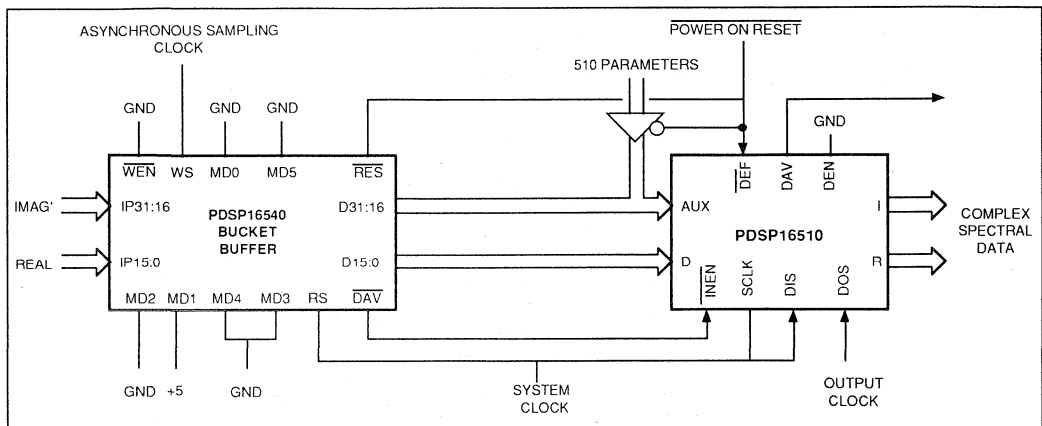 ASYNCHRONOUS SAMPLING
CLOCK
POWER ON RESET
510 PARAMETERS
GND
GND
GND
GND
WEN
WS
MD0
MD5
RES
DEF
DAV
DEN
IMAG'
IP31:16
PDSP16540
BUCKET
BUFFER
D31:16
AUX
PDSP16510
I
COMPLEX
SPECTRAL
DATA
REAL
IP15:0
D15:0
D
R
MD2
MD1
MD4
MD3
RS
DAV
INEN
SCLK
DIS
DOS
GND
+5
GND
SYSTEM
CLOCK
OUTPUT
CLOCK